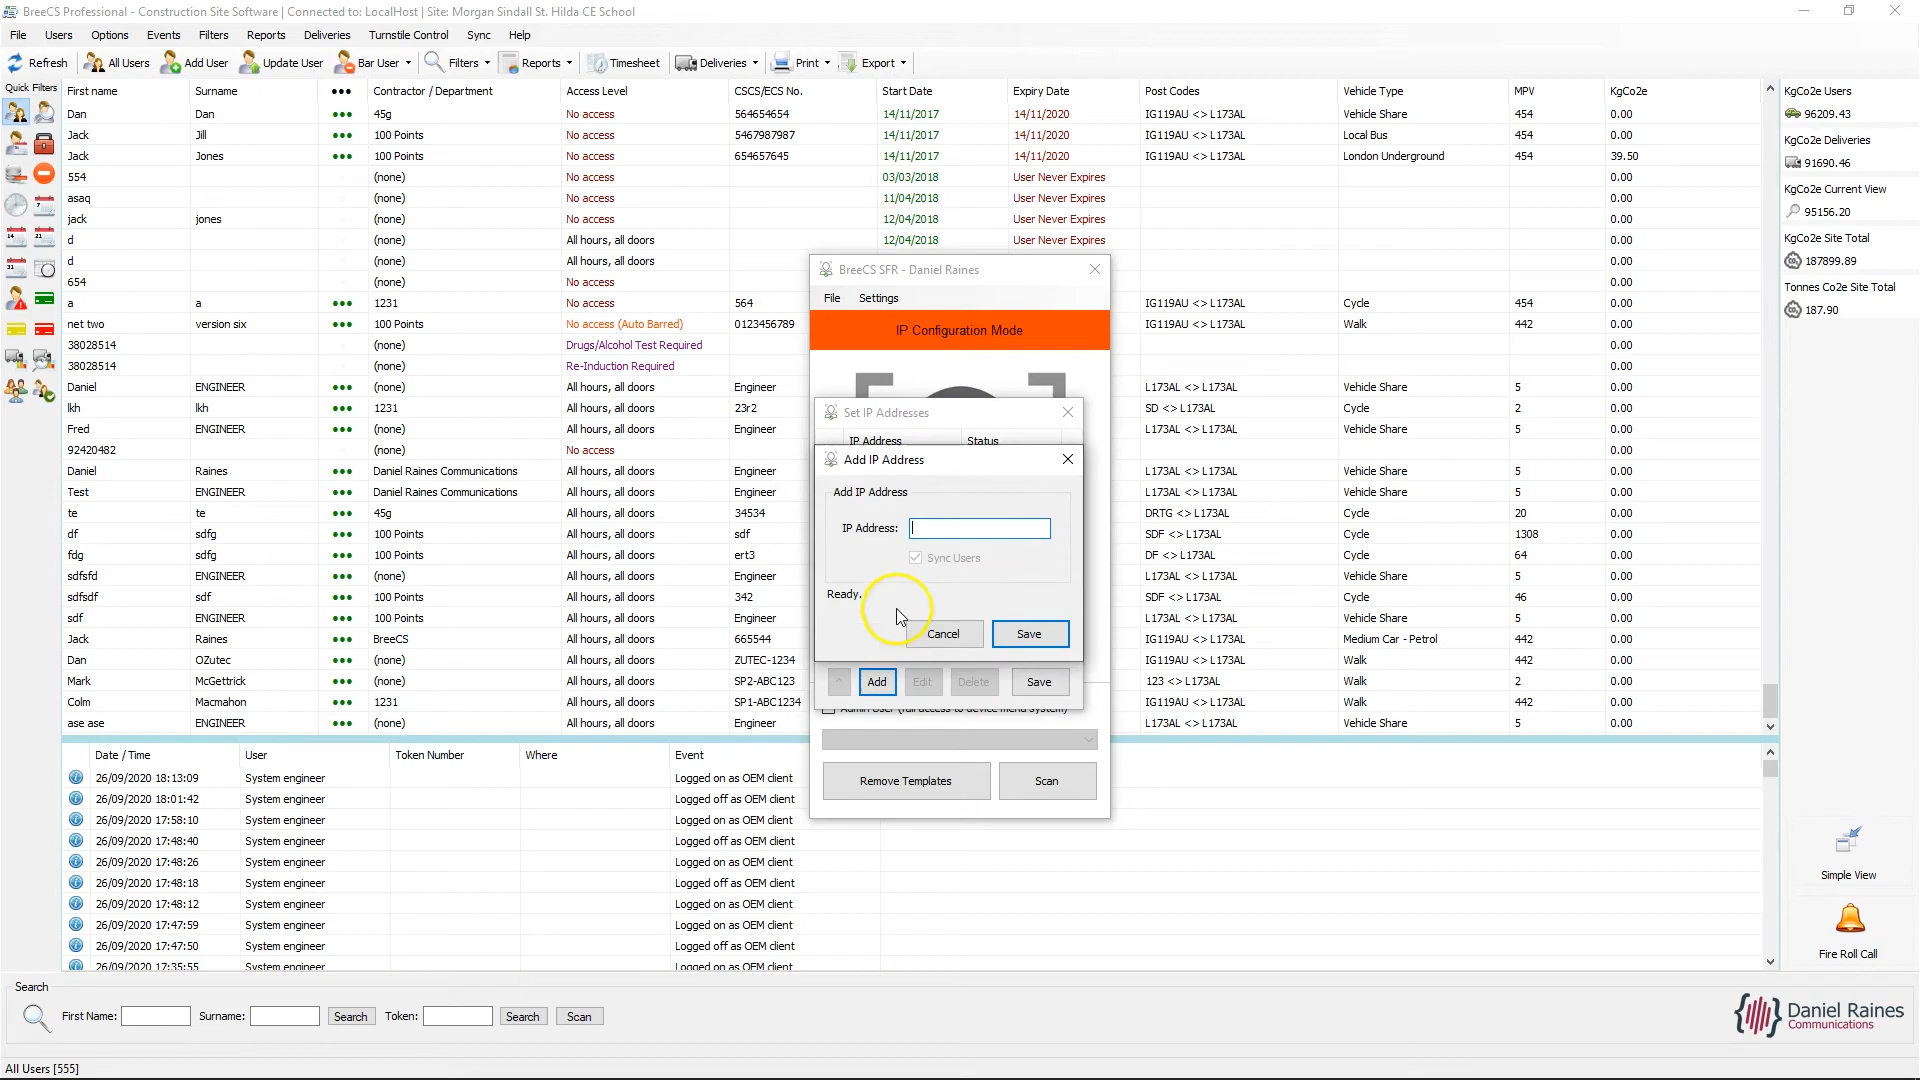 BreeCS Professional - Construction Site Software | Connected to: LocalHost | Site: Morgan Sindall St. Hilda CE School
File Users Options Events Filters Reports Deliveries Turnstile Control Sync Help
Refresh All Users Add User Update User Bar User Filters Reports Timesheet Deliveries Print Export
Quick Filters
First name Surname ••• Contractor / Department Access Level CSCS/ECS No. Start Date Expiry Date Post Codes Vehicle Type MPV KgCo2e
Dan Dan ••• 45g No access 564654654 14/11/2017 14/11/2020 IG119AU <> L173AL Vehicle Share 454 0.00
Jack Jill ••• 100 Points No access 5467987987 14/11/2017 14/11/2020 IG119AU <> L173AL Local Bus 454 0.00
Jack Jones ••• 100 Points No access 654657645 14/11/2017 14/11/2020 IG119AU <> L173AL London Underground 454 39.50
554 (none) No access 03/03/2018 User Never Expires 0.00
asaq (none) No access 11/04/2018 User Never Expires 0.00
jack jones (none) No access 12/04/2018 User Never Expires 0.00
d (none) All hours, all doors 12/04/2018 User Never Expires 0.00
d (none) All hours, all doors 0.00
654 (none) No access 0.00
a a ••• 1231 No access 564 IG119AU <> L173AL Cycle 454 0.00
net two version six ••• 100 Points No access (Auto Barred) 0123456789 IG119AU <> L173AL Walk 442 0.00
38028514 (none) Drugs/Alcohol Test Required 0.00
38028514 (none) Re-Induction Required 0.00
Daniel ENGINEER ••• (none) All hours, all doors Engineer L173AL <> L173AL Vehicle Share 5 0.00
lkh lkh ••• 1231 All hours, all doors 23r2 SD <> L173AL Cycle 2 0.00
Fred ENGINEER ••• (none) All hours, all doors Engineer L173AL <> L173AL Vehicle Share 5 0.00
92420482 (none) No access 0.00
Daniel Raines ••• Daniel Raines Communications All hours, all doors Engineer L173AL <> L173AL Vehicle Share 5 0.00
Test ENGINEER ••• Daniel Raines Communications All hours, all doors Engineer L173AL <> L173AL Vehicle Share 5 0.00
te te ••• 45g All hours, all doors 34534 DRTG <> L173AL Cycle 20 0.00
df sdfg ••• 100 Points All hours, all doors sdf SDF <> L173AL Cycle 1308 0.00
fdg sdfg ••• 100 Points All hours, all doors ert3 DF <> L173AL Cycle 64 0.00
sdfsfd ENGINEER ••• (none) All hours, all doors Engineer L173AL <> L173AL Vehicle Share 5 0.00
sdfsdf sdf ••• 100 Points All hours, all doors 342 SDF <> L173AL Cycle 46 0.00
sdf ENGINEER ••• 100 Points All hours, all doors Engineer L173AL <> L173AL Vehicle Share 5 0.00
Jack Raines ••• BreeCS All hours, all doors 665544 IG119AU <> L173AL Medium Car - Petrol 442 0.00
Dan OZutec ••• (none) All hours, all doors ZUTEC-1234 IG119AU <> L173AL Walk 442 0.00
Mark McGettrick ••• (none) All hours, all doors SP2-ABC123 123 <> L173AL Walk 2 0.00
Colm Macmahon ••• 1231 All hours, all doors SP1-ABC1234 IG119AU <> L173AL Walk 442 0.00
ase ase ENGINEER ••• (none) All hours, all doors Engineer L173AL <> L173AL Vehicle Share 5 0.00
KgCo2e Users
96209.43
KgCo2e Deliveries
91690.46
KgCo2e Current View
95156.20
KgCo2e Site Total
187899.89
Tonnes Co2e Site Total
187.90
BreeCS SFR - Daniel Raines
File Settings
IP Configuration Mode
Set IP Addresses
IP Address Status
Add IP Address
Add IP Address
IP Address:
Sync Users
Ready.
Cancel Save
^ Add Edit Delete Save
Admin User (full access to device menu system)
Remove Templates Scan
Date / Time User Token Number Where Event
26/09/2020 18:13:09 System engineer Logged on as OEM client
26/09/2020 18:01:42 System engineer Logged off as OEM client
26/09/2020 17:58:10 System engineer Logged on as OEM client
26/09/2020 17:48:40 System engineer Logged off as OEM client
26/09/2020 17:48:26 System engineer Logged on as OEM client
26/09/2020 17:48:18 System engineer Logged off as OEM client
26/09/2020 17:48:12 System engineer Logged on as OEM client
26/09/2020 17:47:59 System engineer Logged on as OEM client
26/09/2020 17:47:50 System engineer Logged off as OEM client
26/09/2020 17:35:55 System engineer Logged on as OEM client
Simple View
Fire Roll Call
Search
First Name: Surname: Search Token: Search Scan
Daniel Raines
Communications
All Users [555]